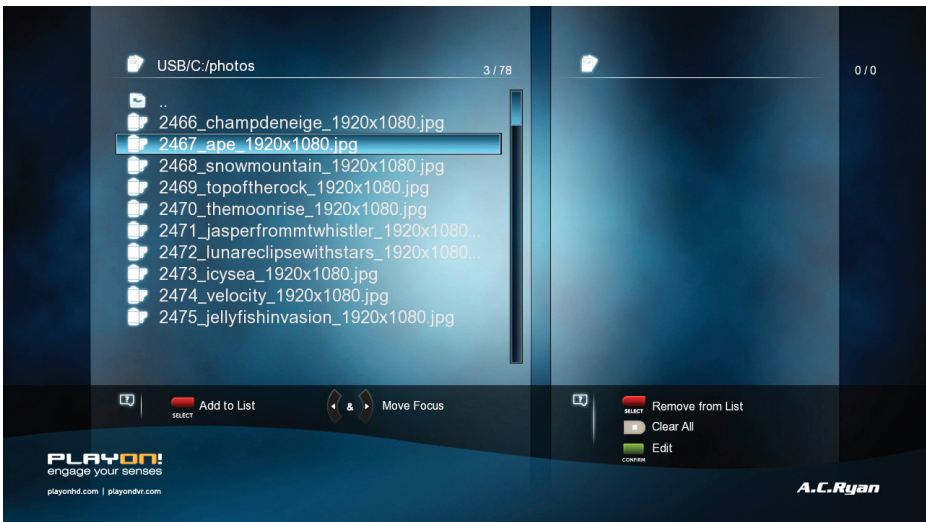 USB/C:/photos
3 / 78
0 / 0
..
2466_champdeneige_1920x1080.jpg
2467_ape_1920x1080.jpg
2468_snowmountain_1920x1080.jpg
2469_topoftherock_1920x1080.jpg
2470_themoonrise_1920x1080.jpg
2471_jasperfrommtwhistler_1920x1080...
2472_lunareclipsewithstars_1920x1080...
2473_icysea_1920x1080.jpg
2474_velocity_1920x1080.jpg
2475_jellyfishinvasion_1920x1080.jpg
?
SELECT Add to List
& Move Focus
?
SELECT Remove from List
Clear All
CONFIRM Edit
PLAYON!
engage your senses
playonhd.com | playondvr.com
A.C.Ryan